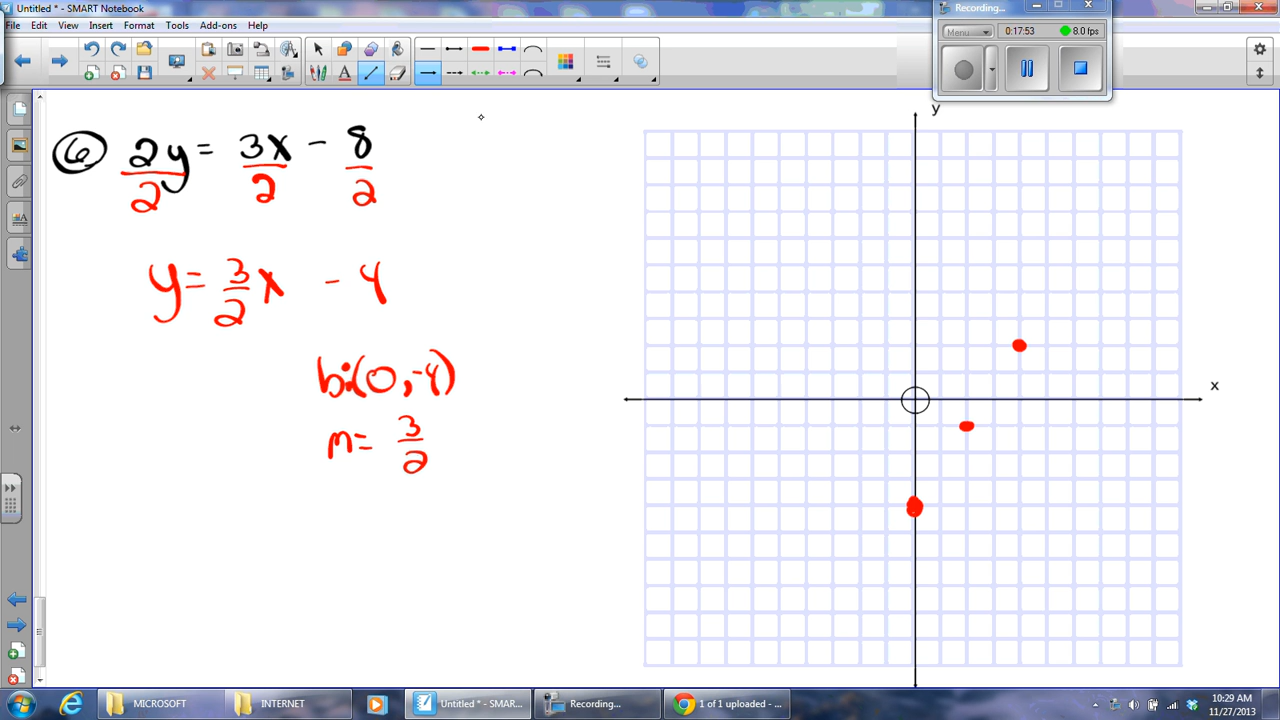 Untitled * - SMART Notebook
Recording...
File Edit View Insert Format Tools Add-ons Help
Menu 0:17:53 8.0 fps
y
⑥ 2y = 3x - 8
2 2 2
y = 3/2 x - 4
b:(0,-4)
m = 3/2
x
MICROSOFT INTERNET Untitled * - SMAR... Recording... 1 of 1 uploaded - ... 10:29 AM
11/27/2013